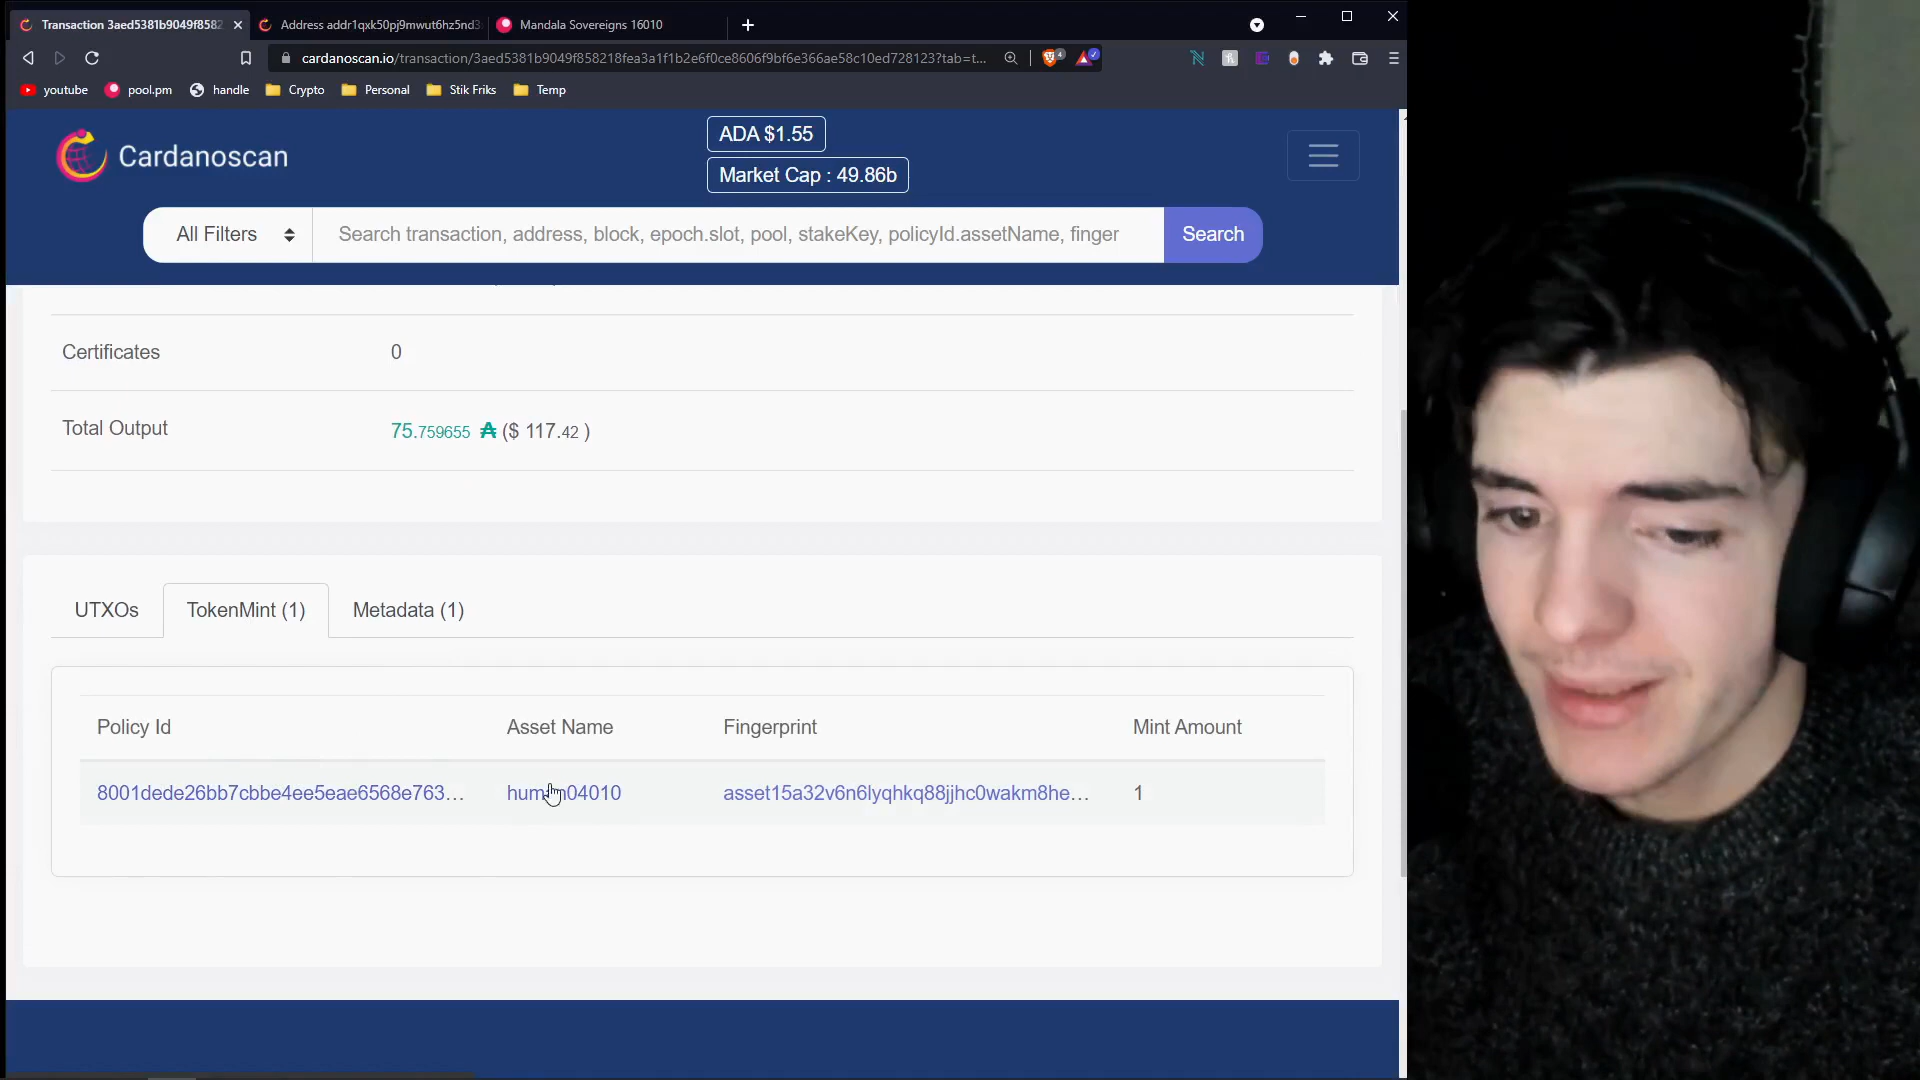 Transaction 3aed5381b9049f8582
Address addr1qxk50pj9mwut6hz5nd3
Mandala Sovereigns 16010
cardanoscan.io/transaction/3aed5381b9049f858218fea3a1f1b2e6f0ce8606f9bf6e366ae58c10ed728123?tab=t...
youtube
pool.pm
handle
Crypto
Personal
Stik Friks
Temp
Cardanoscan
ADA $1.55
Market Cap : 49.86b
All Filters
Search transaction, address, block, epoch.slot, pool, stakeKey, policyId.assetName, finger
Search
Certificates
0
Total Output
75.759655 ₳ ($ 117.42 )
UTXOs
TokenMint (1)
Metadata (1)
Policy Id
Asset Name
Fingerprint
Mint Amount
8001dede26bb7cbbe4ee5eae6568e763...
asset15a32v6n6lyqhkq88jjhc0wakm8he...
1